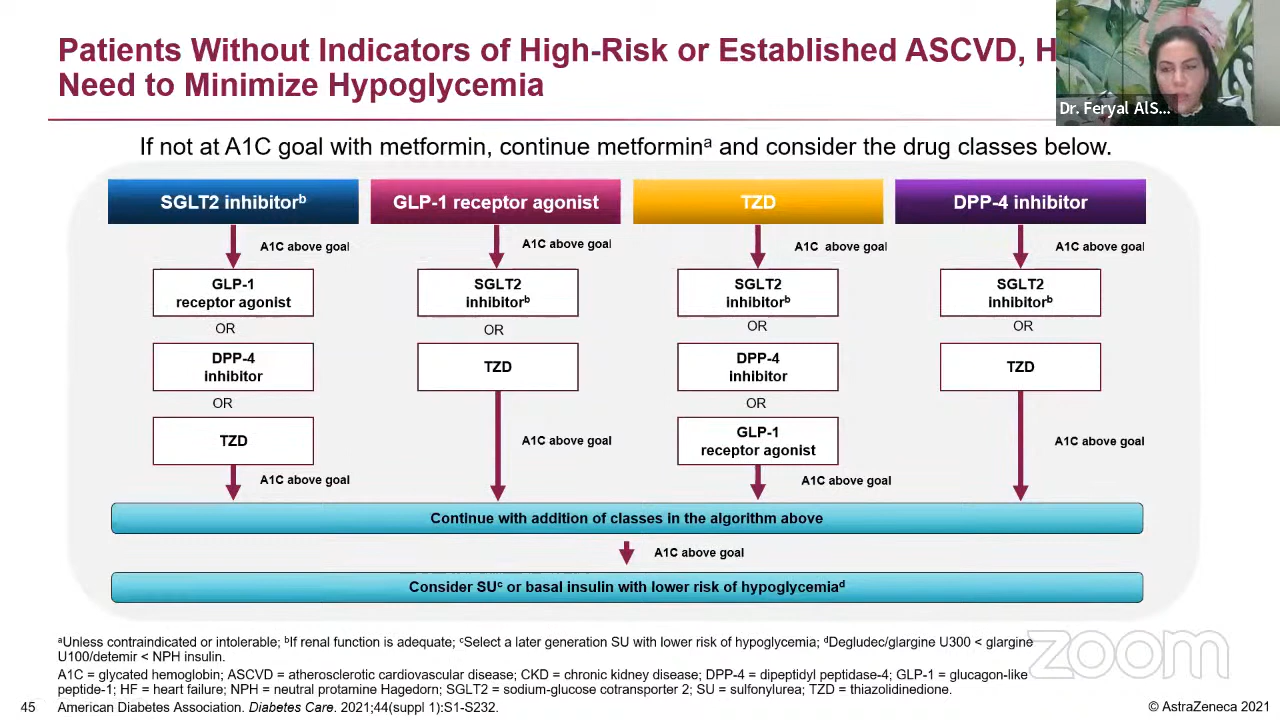 Patients Without Indicators of High-Risk or Established ASCVD, H
Need to Minimize Hypoglycemia
Dr. Feryal AlS...
If not at A1C goal with metformin, continue metforminᵃ and consider the drug classes below.
SGLT2 inhibitorᵇ
GLP-1 receptor agonist
TZD
DPP-4 inhibitor
A1C above goal
A1C above goal
A1C above goal
A1C above goal
GLP-1
receptor agonist
SGLT2
inhibitorᵇ
SGLT2
inhibitorᵇ
SGLT2
inhibitorᵇ
OR
OR
OR
OR
DPP-4
inhibitor
TZD
DPP-4
inhibitor
TZD
OR
OR
TZD
A1C above goal
GLP-1
receptor agonist
A1C above goal
A1C above goal
A1C above goal
Continue with addition of classes in the algorithm above
A1C above goal
Consider SUᶜ or basal insulin with lower risk of hypoglycemiaᵈ
ᵃUnless contraindicated or intolerable; ᵇIf renal function is adequate; ᶜSelect a later generation SU with lower risk of hypoglycemia; ᵈDegludec/glargine U300 < glargine
U100/detemir < NPH insulin.
A1C = glycated hemoglobin; ASCVD = atherosclerotic cardiovascular disease; CKD = chronic kidney disease; DPP-4 = dipeptidyl peptidase-4; GLP-1 = glucagon-like
peptide-1; HF = heart failure; NPH = neutral protamine Hagedorn; SGLT2 = sodium-glucose cotransporter 2; SU = sulfonylurea; TZD = thiazolidinedione.
45 American Diabetes Association. Diabetes Care. 2021;44(suppl 1):S1-S232.
zoom
© AstraZeneca 2021